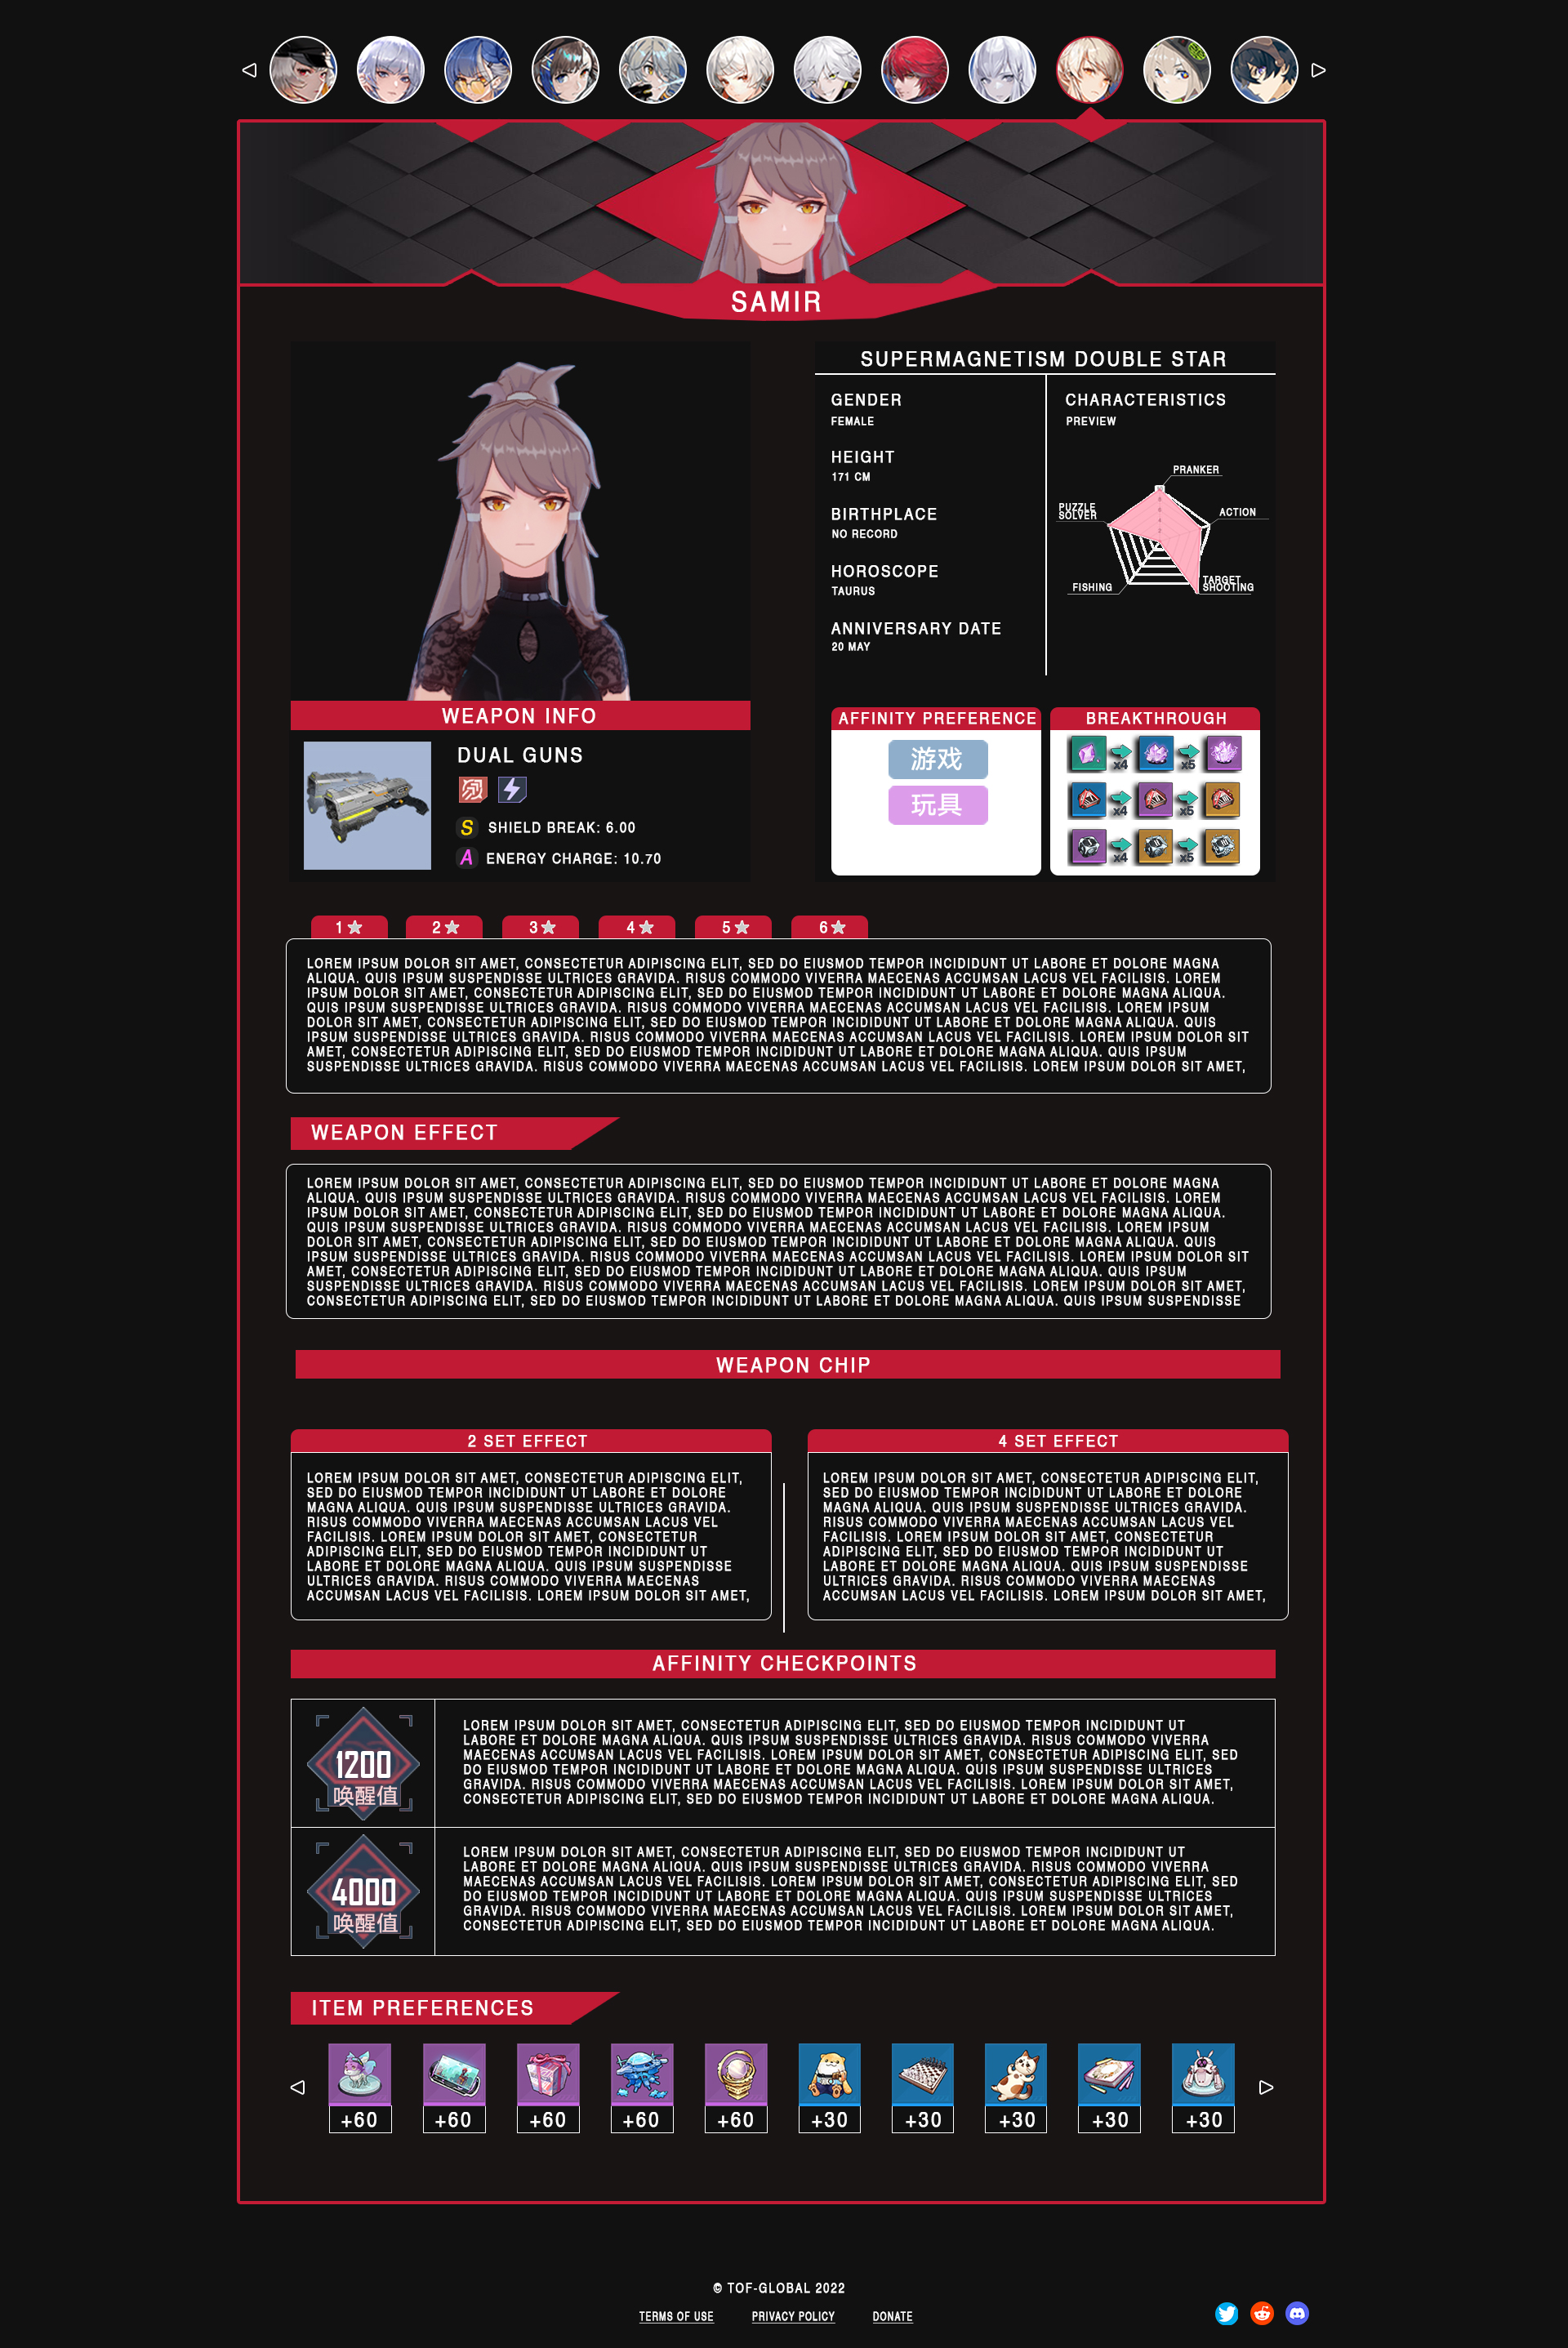 SAMIR
SUPERMAGNETISM DOUBLE STAR
GENDER
FEMALE
HEIGHT
171 CM
BIRTHPLACE
NO RECORD
HOROSCOPE
TAURUS
ANNIVERSARY DATE
20 MAY
CHARACTERISTICS
PREVIEW
PRANKER
PUZZLE
SOLVER
ACTION
FISHING
TARGET
SHOOTING
WEAPON INFO
DUAL GUNS
S SHIELD BREAK: 6.00
A ENERGY CHARGE: 10.70
AFFINITY PREFERENCE
游戏
玩具
BREAKTHROUGH
x4 x5
x4 x5
x4 x5
1 2 3 4 5 6
LOREM IPSUM DOLOR SIT AMET, CONSECTETUR ADIPISCING ELIT, SED DO EIUSMOD TEMPOR INCIDIDUNT UT LABORE ET DOLORE MAGNA
ALIQUA. QUIS IPSUM SUSPENDISSE ULTRICES GRAVIDA. RISUS COMMODO VIVERRA MAECENAS ACCUMSAN LACUS VEL FACILISIS. LOREM
IPSUM DOLOR SIT AMET, CONSECTETUR ADIPISCING ELIT, SED DO EIUSMOD TEMPOR INCIDIDUNT UT LABORE ET DOLORE MAGNA ALIQUA.
QUIS IPSUM SUSPENDISSE ULTRICES GRAVIDA. RISUS COMMODO VIVERRA MAECENAS ACCUMSAN LACUS VEL FACILISIS. LOREM IPSUM
DOLOR SIT AMET, CONSECTETUR ADIPISCING ELIT, SED DO EIUSMOD TEMPOR INCIDIDUNT UT LABORE ET DOLORE MAGNA ALIQUA. QUIS
IPSUM SUSPENDISSE ULTRICES GRAVIDA. RISUS COMMODO VIVERRA MAECENAS ACCUMSAN LACUS VEL FACILISIS. LOREM IPSUM DOLOR SIT
AMET, CONSECTETUR ADIPISCING ELIT, SED DO EIUSMOD TEMPOR INCIDIDUNT UT LABORE ET DOLORE MAGNA ALIQUA. QUIS IPSUM
SUSPENDISSE ULTRICES GRAVIDA. RISUS COMMODO VIVERRA MAECENAS ACCUMSAN LACUS VEL FACILISIS. LOREM IPSUM DOLOR SIT AMET,
WEAPON EFFECT
LOREM IPSUM DOLOR SIT AMET, CONSECTETUR ADIPISCING ELIT, SED DO EIUSMOD TEMPOR INCIDIDUNT UT LABORE ET DOLORE MAGNA
ALIQUA. QUIS IPSUM SUSPENDISSE ULTRICES GRAVIDA. RISUS COMMODO VIVERRA MAECENAS ACCUMSAN LACUS VEL FACILISIS. LOREM
IPSUM DOLOR SIT AMET, CONSECTETUR ADIPISCING ELIT, SED DO EIUSMOD TEMPOR INCIDIDUNT UT LABORE ET DOLORE MAGNA ALIQUA.
QUIS IPSUM SUSPENDISSE ULTRICES GRAVIDA. RISUS COMMODO VIVERRA MAECENAS ACCUMSAN LACUS VEL FACILISIS. LOREM IPSUM
DOLOR SIT AMET, CONSECTETUR ADIPISCING ELIT, SED DO EIUSMOD TEMPOR INCIDIDUNT UT LABORE ET DOLORE MAGNA ALIQUA. QUIS
IPSUM SUSPENDISSE ULTRICES GRAVIDA. RISUS COMMODO VIVERRA MAECENAS ACCUMSAN LACUS VEL FACILISIS. LOREM IPSUM DOLOR SIT
AMET, CONSECTETUR ADIPISCING ELIT, SED DO EIUSMOD TEMPOR INCIDIDUNT UT LABORE ET DOLORE MAGNA ALIQUA. QUIS IPSUM
SUSPENDISSE ULTRICES GRAVIDA. RISUS COMMODO VIVERRA MAECENAS ACCUMSAN LACUS VEL FACILISIS. LOREM IPSUM DOLOR SIT AMET,
CONSECTETUR ADIPISCING ELIT, SED DO EIUSMOD TEMPOR INCIDIDUNT UT LABORE ET DOLORE MAGNA ALIQUA. QUIS IPSUM SUSPENDISSE
WEAPON CHIP
2 SET EFFECT
LOREM IPSUM DOLOR SIT AMET, CONSECTETUR ADIPISCING ELIT,
SED DO EIUSMOD TEMPOR INCIDIDUNT UT LABORE ET DOLORE
MAGNA ALIQUA. QUIS IPSUM SUSPENDISSE ULTRICES GRAVIDA.
RISUS COMMODO VIVERRA MAECENAS ACCUMSAN LACUS VEL
FACILISIS. LOREM IPSUM DOLOR SIT AMET, CONSECTETUR
ADIPISCING ELIT, SED DO EIUSMOD TEMPOR INCIDIDUNT UT
LABORE ET DOLORE MAGNA ALIQUA. QUIS IPSUM SUSPENDISSE
ULTRICES GRAVIDA. RISUS COMMODO VIVERRA MAECENAS
ACCUMSAN LACUS VEL FACILISIS. LOREM IPSUM DOLOR SIT AMET,
4 SET EFFECT
LOREM IPSUM DOLOR SIT AMET, CONSECTETUR ADIPISCING ELIT,
SED DO EIUSMOD TEMPOR INCIDIDUNT UT LABORE ET DOLORE
MAGNA ALIQUA. QUIS IPSUM SUSPENDISSE ULTRICES GRAVIDA.
RISUS COMMODO VIVERRA MAECENAS ACCUMSAN LACUS VEL
FACILISIS. LOREM IPSUM DOLOR SIT AMET, CONSECTETUR
ADIPISCING ELIT, SED DO EIUSMOD TEMPOR INCIDIDUNT UT
LABORE ET DOLORE MAGNA ALIQUA. QUIS IPSUM SUSPENDISSE
ULTRICES GRAVIDA. RISUS COMMODO VIVERRA MAECENAS
ACCUMSAN LACUS VEL FACILISIS. LOREM IPSUM DOLOR SIT AMET,
AFFINITY CHECKPOINTS
1200
唤醒值
LOREM IPSUM DOLOR SIT AMET, CONSECTETUR ADIPISCING ELIT, SED DO EIUSMOD TEMPOR INCIDIDUNT UT
LABORE ET DOLORE MAGNA ALIQUA. QUIS IPSUM SUSPENDISSE ULTRICES GRAVIDA. RISUS COMMODO VIVERRA
MAECENAS ACCUMSAN LACUS VEL FACILISIS. LOREM IPSUM DOLOR SIT AMET, CONSECTETUR ADIPISCING ELIT, SED
DO EIUSMOD TEMPOR INCIDIDUNT UT LABORE ET DOLORE MAGNA ALIQUA. QUIS IPSUM SUSPENDISSE ULTRICES
GRAVIDA. RISUS COMMODO VIVERRA MAECENAS ACCUMSAN LACUS VEL FACILISIS. LOREM IPSUM DOLOR SIT AMET,
CONSECTETUR ADIPISCING ELIT, SED DO EIUSMOD TEMPOR INCIDIDUNT UT LABORE ET DOLORE MAGNA ALIQUA.
4000
唤醒值
LOREM IPSUM DOLOR SIT AMET, CONSECTETUR ADIPISCING ELIT, SED DO EIUSMOD TEMPOR INCIDIDUNT UT
LABORE ET DOLORE MAGNA ALIQUA. QUIS IPSUM SUSPENDISSE ULTRICES GRAVIDA. RISUS COMMODO VIVERRA
MAECENAS ACCUMSAN LACUS VEL FACILISIS. LOREM IPSUM DOLOR SIT AMET, CONSECTETUR ADIPISCING ELIT, SED
DO EIUSMOD TEMPOR INCIDIDUNT UT LABORE ET DOLORE MAGNA ALIQUA. QUIS IPSUM SUSPENDISSE ULTRICES
GRAVIDA. RISUS COMMODO VIVERRA MAECENAS ACCUMSAN LACUS VEL FACILISIS. LOREM IPSUM DOLOR SIT AMET,
CONSECTETUR ADIPISCING ELIT, SED DO EIUSMOD TEMPOR INCIDIDUNT UT LABORE ET DOLORE MAGNA ALIQUA.
ITEM PREFERENCES
+60 +60 +60 +60 +60 +30 +30 +30 +30 +30
© TOF-GLOBAL 2022
TERMS OF USE PRIVACY POLICY DONATE